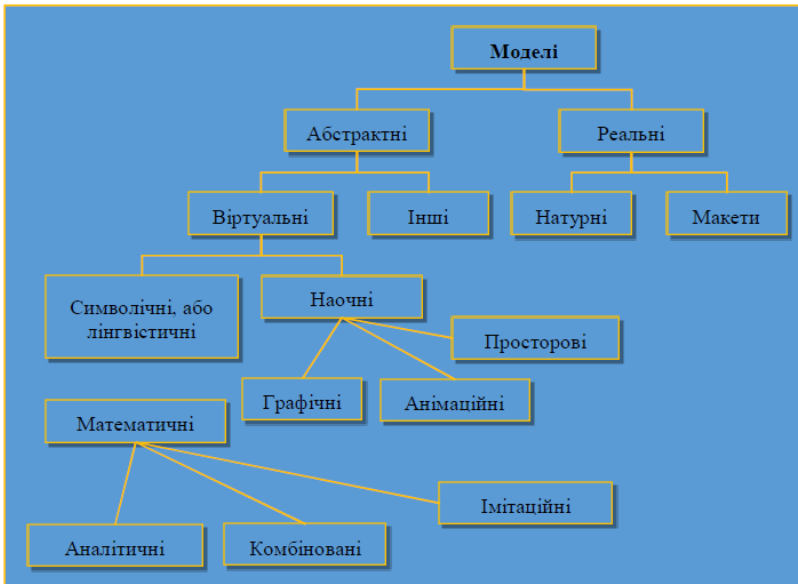 Моделі
Абстрактні
Реальні
Віртуальні
Інші
Натурні
Макети
Символічні, або
лінгвістичні
Наочні
Просторові
Графічні
Анімаційні
Математичні
Імітаційні
Аналітичні
Комбіновані